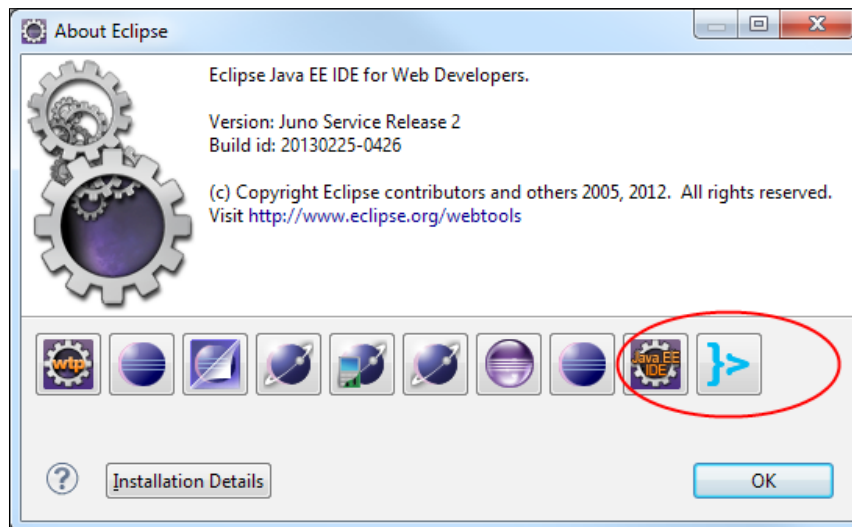 About Eclipse
Eclipse Java EE IDE for Web Developers.
Version: Juno Service Release 2
Build id: 20130225-0426
(c) Copyright Eclipse contributors and others 2005, 2012.  All rights reserved.
Visit http://www.eclipse.org/webtools
wtp
Java EE
IDE
}>
?
Installation Details
OK